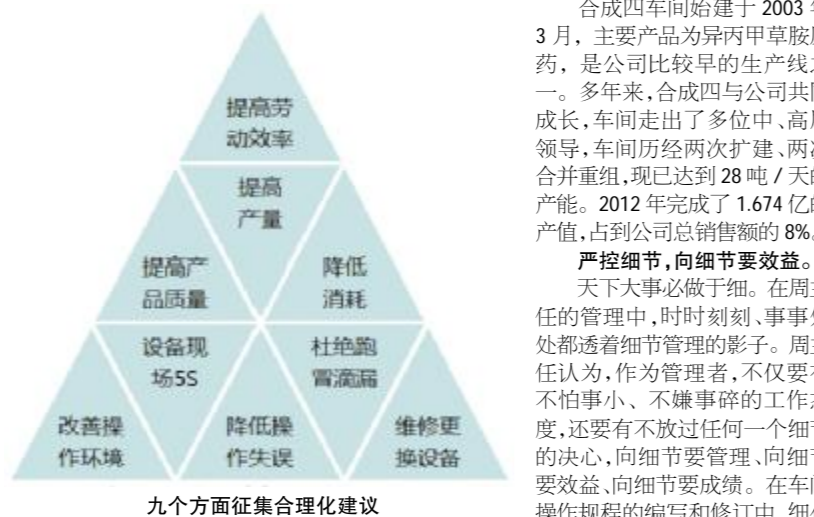 提高劳
动效率
提高
产量
提高产
品质量
降低
消耗
设备现
场5S
杜绝跑
冒滴漏
改善操
作环境
降低操
作失误
维修更
换设备
九个方面征集合理化建议
合成四车间始建于 2003
3 月，主要产品为异丙甲草胺
药，是公司比较早的生产线
一。多年来，合成四与公司共
成长，车间走出了多位中、高
领导，车间历经两次扩建、两
合并重组，现已达到 28 吨 / 天
产能。2012 年完成了 1.674 亿
产值，占到公司总销售额的 8%
严控细节，向细节要效益。
天下大事必做于细。在周
任的管理中，时时刻刻、事事
处都透着细节管理的影子。周
任认为，作为管理者，不仅要
不怕事小、不嫌事碎的工作
度，还要有不放过任何一个细
的决心，向细节要管理、向细
要效益、向细节要成绩。在车
操作规程的编写和修订中，细